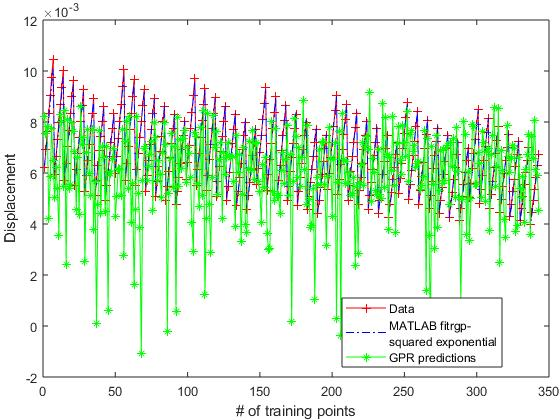 ×10⁻³
12
10
8
6
4
2
0
-2
Displacement
0 50 100 150 200 250 300 350
# of training points
Data
MATLAB fitrgp-
squared exponential
GPR predictions